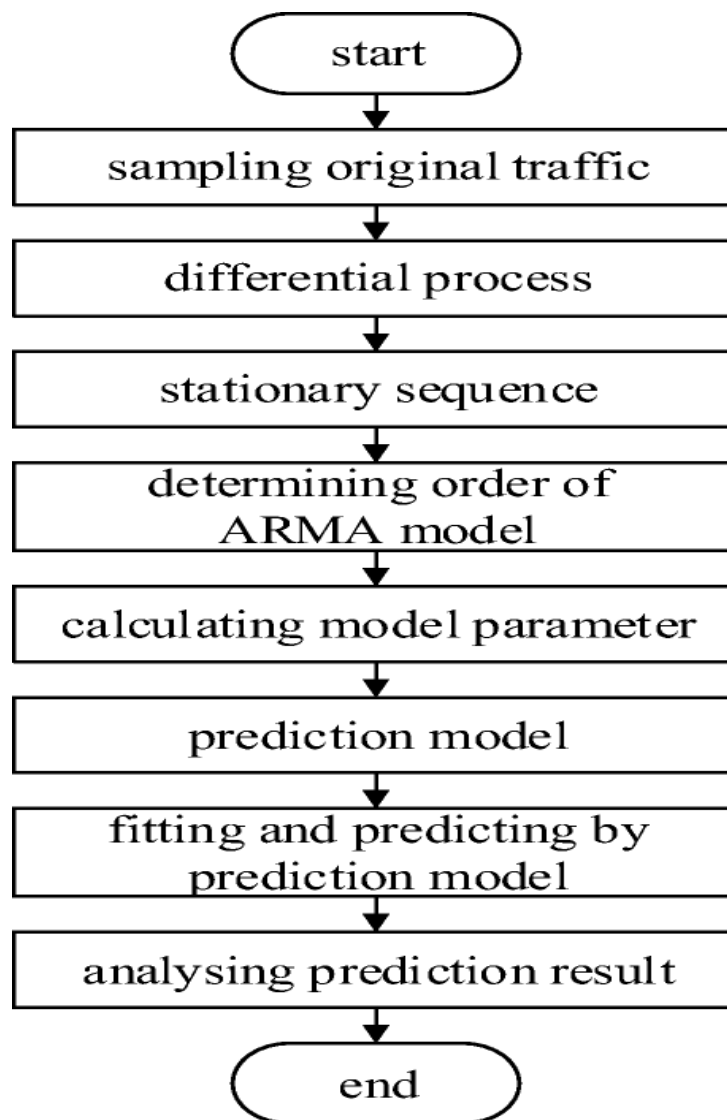 start
sampling original traffic
differential process
stationary sequence
determining order of
ARMA model
calculating model parameter
prediction model
fitting and predicting by
prediction model
analysing prediction result
end